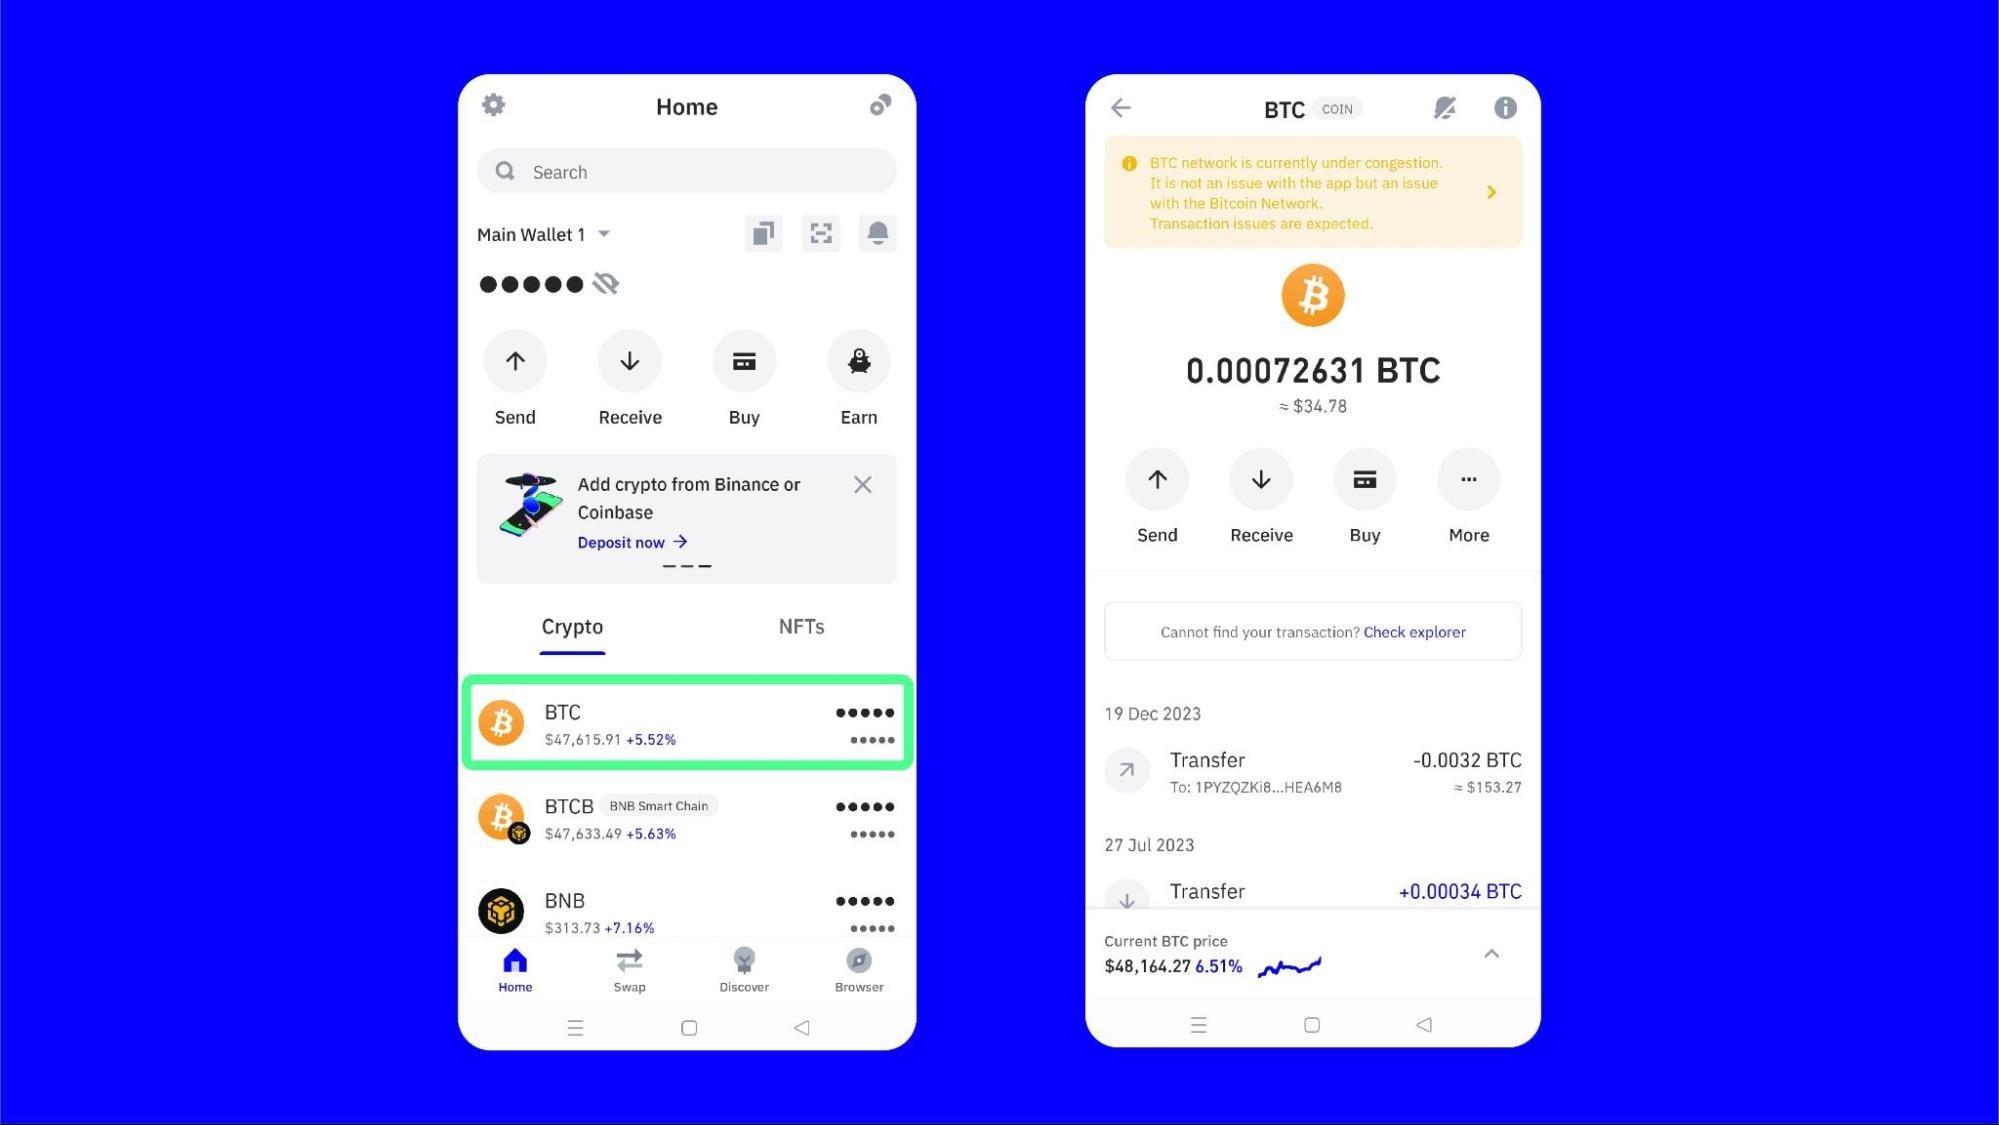 Home
Search
Main Wallet 1
Send
Receive
Buy
Earn
Add crypto from Binance or
Coinbase
Deposit now
Crypto
NFTs
BTC
$47,615.91 +5.52%
BTCB BNB Smart Chain
$47,633.49 +5.63%
BNB
$313.73 +7.16%
Home
Swap
Discover
Browser
BTC COIN
BTC network is currently under congestion.
It is not an issue with the app but an issue
with the Bitcoin Network.
Transaction issues are expected.
0.00072631 BTC
≈ $34.78
Send
Receive
Buy
More
Cannot find your transaction? Check explorer
19 Dec 2023
Transfer -0.0032 BTC
To: 1PYZQZKi8...HEA6M8 ≈ $153.27
27 Jul 2023
Transfer +0.00034 BTC
Current BTC price
$48,164.27 6.51%